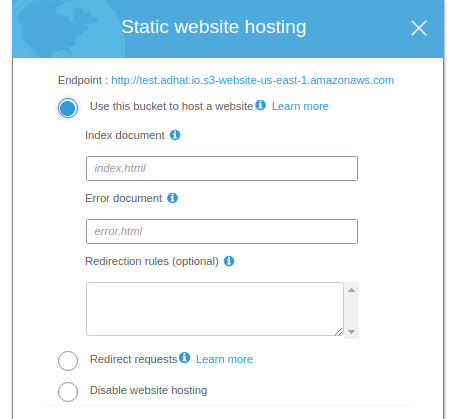 Static website hosting
Endpoint : http://test.adhat.io.s3-website-us-east-1.amazonaws.com
Use this bucket to host a website Learn more
Index document
index.html
Error document
error.html
Redirection rules (optional)
Redirect requests Learn more
Disable website hosting